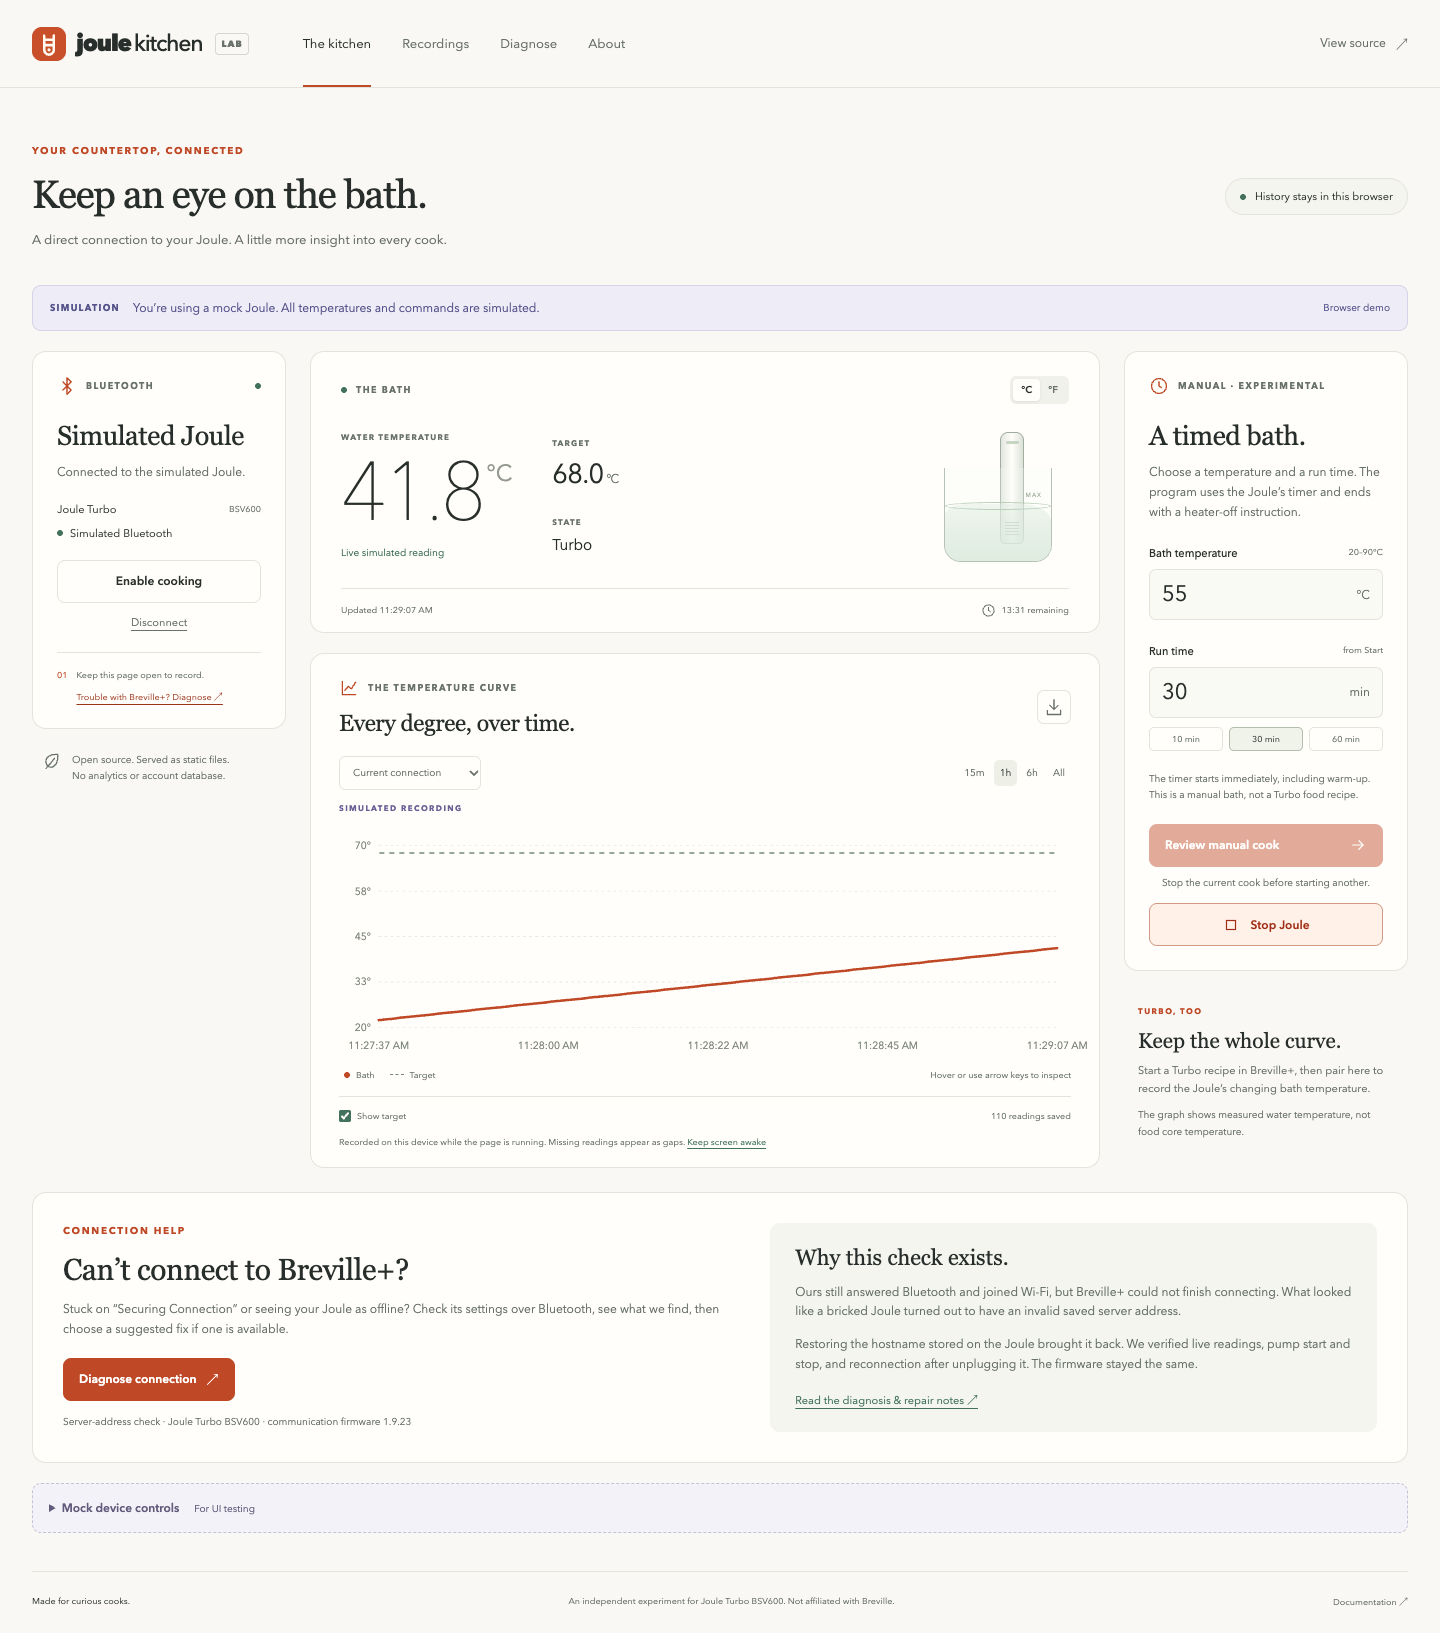 joule kitchen LAB
The kitchen
Recordings
Diagnose
About
View source ↗
YOUR COUNTERTOP, CONNECTED
Keep an eye on the bath.
A direct connection to your Joule. A little more insight into every cook.
History stays in this browser
SIMULATION You’re using a mock Joule. All temperatures and commands are simulated.
Browser demo
BLUETOOTH
Simulated Joule
Connected to the simulated Joule.
Joule Turbo BSV600
Simulated Bluetooth
Enable cooking
Disconnect
01 Keep this page open to record.
Trouble with Breville+? Diagnose ↗
Open source. Served as static files.
No analytics or account database.
THE BATH
°C °F
WATER TEMPERATURE
41.8 °C
Live simulated reading
TARGET
68.0 °C
STATE
Turbo
MAX
Updated 11:29:07 AM
13:31 remaining
THE TEMPERATURE CURVE
Every degree, over time.
Current connection
15m 1h 6h All
SIMULATED RECORDING
70°
58°
45°
33°
20°
11:27:37 AM 11:28:00 AM 11:28:22 AM 11:28:45 AM 11:29:07 AM
Bath --- Target
Hover or use arrow keys to inspect
Show target
110 readings saved
Recorded on this device while the page is running. Missing readings appear as gaps. Keep screen awake
MANUAL · EXPERIMENTAL
A timed bath.
Choose a temperature and a run time. The
program uses the Joule’s timer and ends
with a heater-off instruction.
Bath temperature 20–90°C
55 °C
Run time from Start
30 min
10 min 30 min 60 min
The timer starts immediately, including warm-up.
This is a manual bath, not a Turbo food recipe.
Review manual cook →
Stop the current cook before starting another.
Stop Joule
TURBO, TOO
Keep the whole curve.
Start a Turbo recipe in Breville+, then pair here to
record the Joule’s changing bath temperature.
The graph shows measured water temperature, not
food core temperature.
CONNECTION HELP
Can’t connect to Breville+?
Stuck on “Securing Connection” or seeing your Joule as offline? Check its settings over Bluetooth, see what we find, then
choose a suggested fix if one is available.
Diagnose connection ↗
Server-address check · Joule Turbo BSV600 · communication firmware 1.9.23
Why this check exists.
Ours still answered Bluetooth and joined Wi-Fi, but Breville+ could not finish connecting. What looked
like a bricked Joule turned out to have an invalid saved server address.
Restoring the hostname stored on the Joule brought it back. We verified live readings, pump start and
stop, and reconnection after unplugging it. The firmware stayed the same.
Read the diagnosis & repair notes ↗
Mock device controls For UI testing
Made for curious cooks.
An independent experiment for Joule Turbo BSV600. Not affiliated with Breville.
Documentation ↗